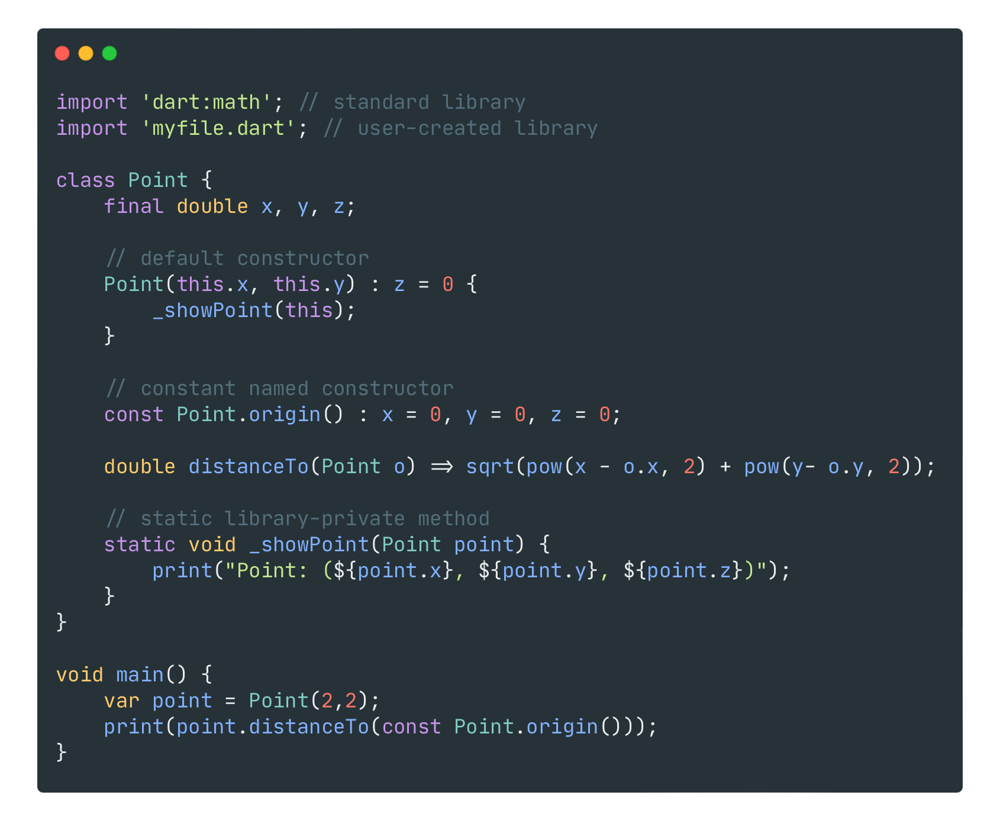 import 'dart:math'; // standard library
import 'myfile.dart'; // user-created library

class Point {
    final double x, y, z;

    // default constructor
    Point(this.x, this.y) : z = 0 {
        _showPoint(this);
    }

    // constant named constructor
    const Point.origin() : x = 0, y = 0, z = 0;

    double distanceTo(Point o) => sqrt(pow(x - o.x, 2) + pow(y- o.y, 2));

    // static library-private method
    static void _showPoint(Point point) {
        print("Point: (${point.x}, ${point.y}, ${point.z})");
    }
}

void main() {
    var point = Point(2,2);
    print(point.distanceTo(const Point.origin()));
}